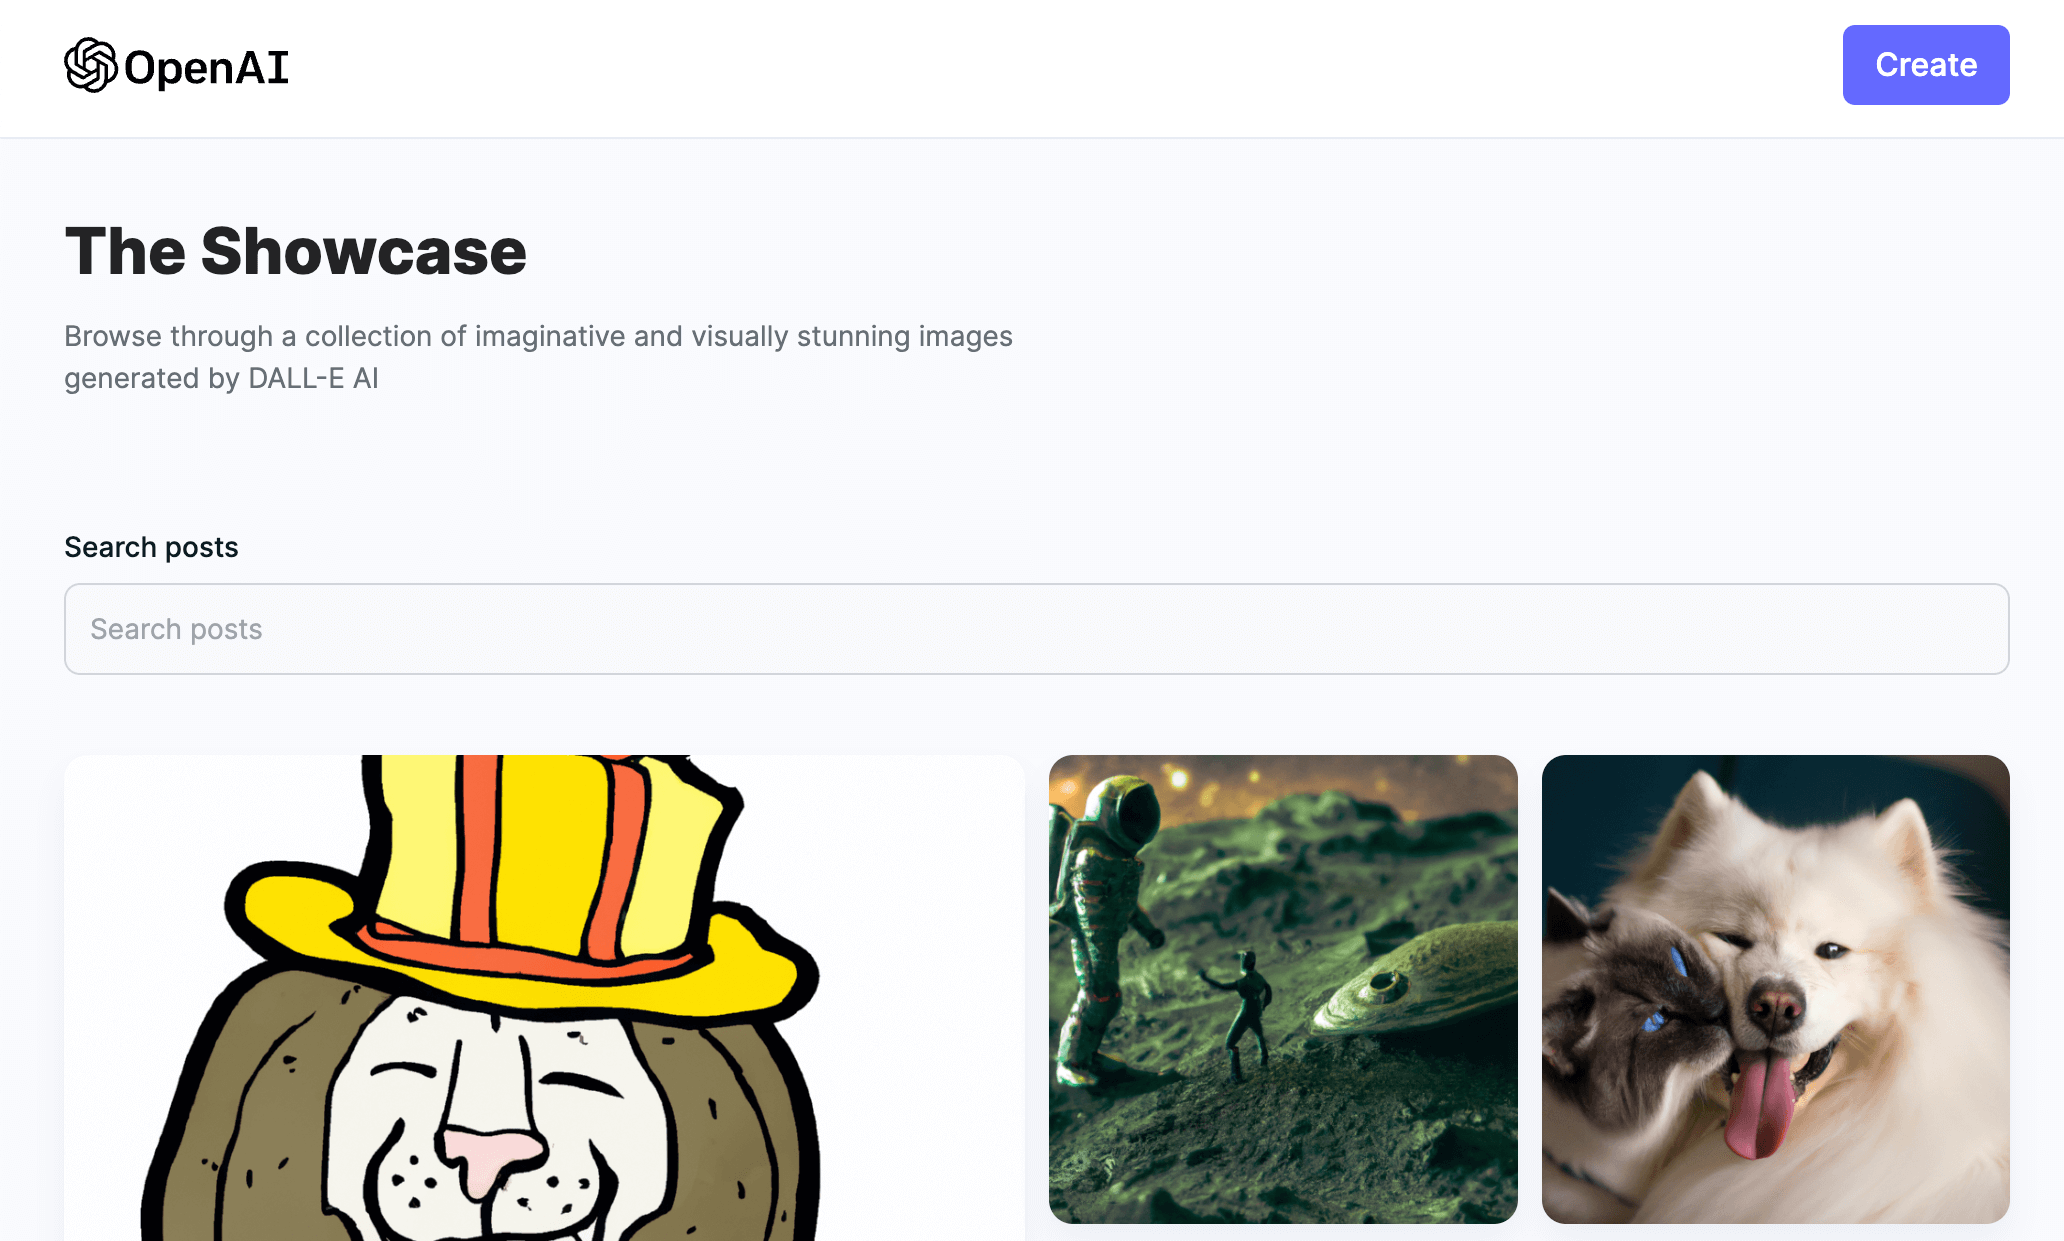 OpenAI
Create
The Showcase
Browse through a collection of imaginative and visually stunning images
generated by DALL-E AI
Search posts
Search posts